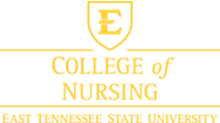 E
COLLEGE of
NURSING
EAST TENNESSEE STATE UNIVERSITY